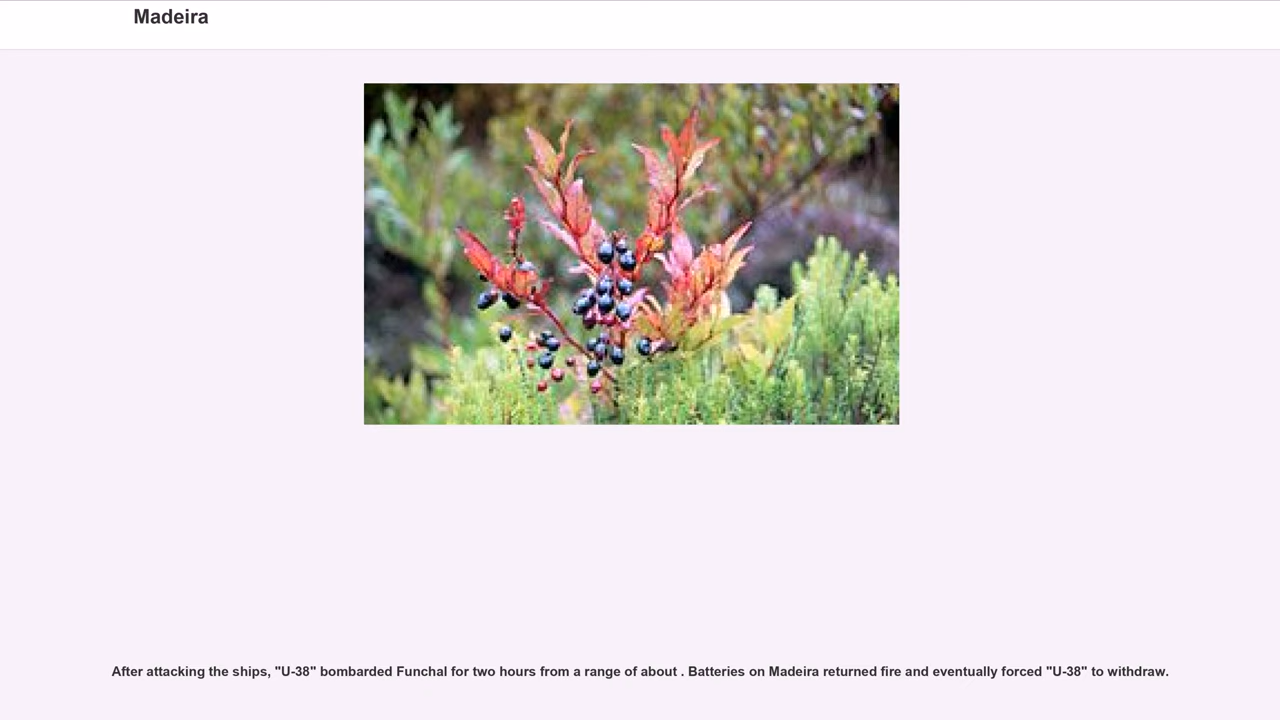 Madeira
After attacking the ships, "U-38" bombarded Funchal for two hours from a range of about . Batteries on Madeira returned fire and eventually forced "U-38" to withdraw.